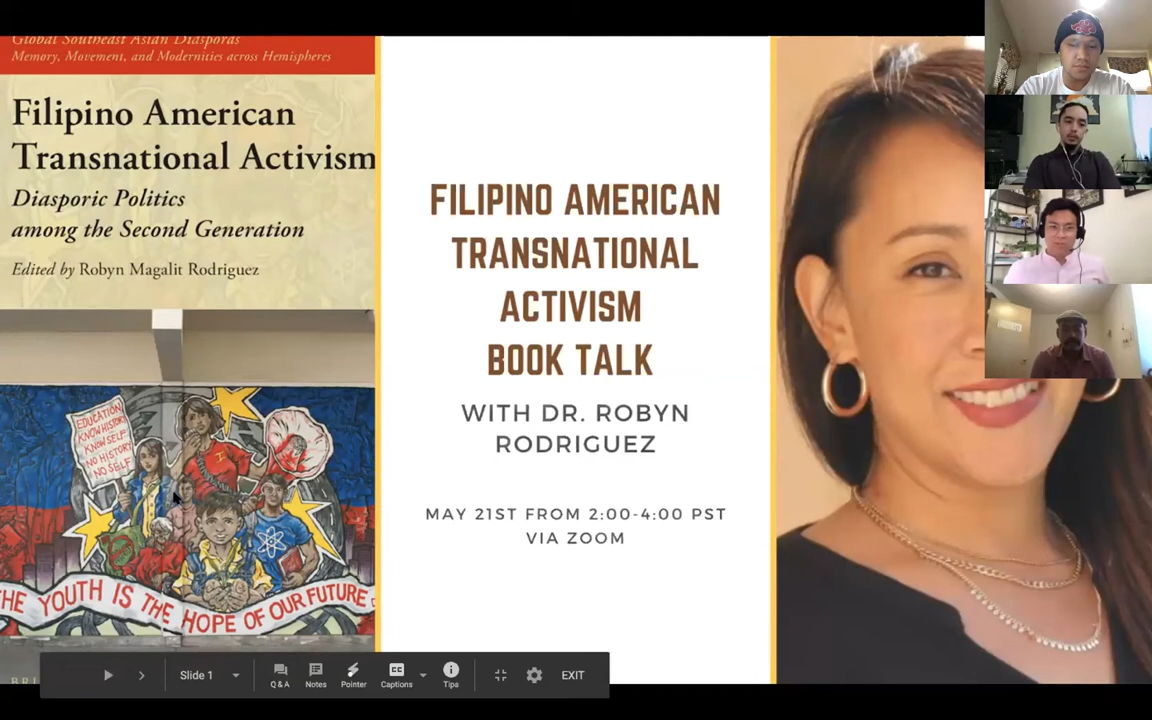 Global Southeast Asian Diasporas
Memory, Movement, and Modernities across Hemispheres
Filipino American
Transnational Activism
Diasporic Politics
among the Second Generation
Edited by Robyn Magalit Rodriguez
EDUCATION
KNOW HISTORY
KNOW SELF
NO HISTORY
NO SELF
THE YOUTH IS THE HOPE OF OUR FUTURE
FILIPINO AMERICAN
TRANSNATIONAL
ACTIVISM
BOOK TALK
WITH DR. ROBYN
RODRIGUEZ
MAY 21ST FROM 2:00-4:00 PST
VIA ZOOM
Slide 1
Q & A
Notes
Pointer
CC
Captions
Tips
EXIT